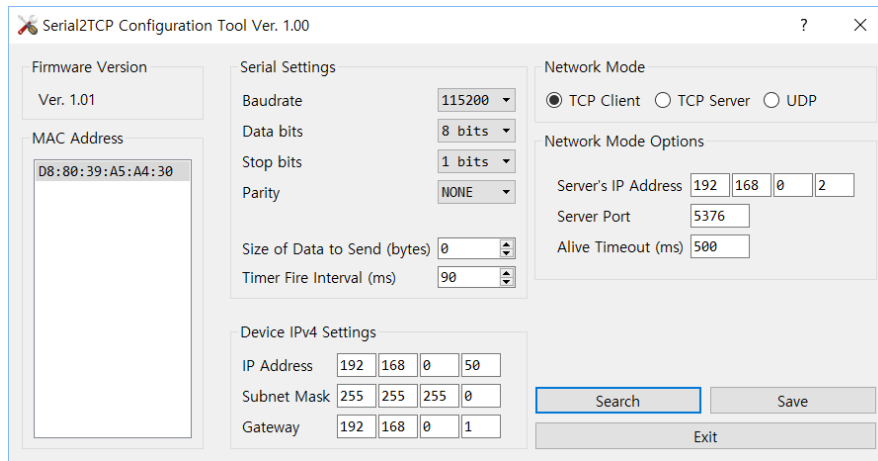 Serial2TCP Configuration Tool Ver. 1.00
Firmware Version
Ver. 1.01
MAC Address
D8:80:39:A5:A4:30
Serial Settings
Baudrate 115200
Data bits 8 bits
Stop bits 1 bits
Parity NONE
Size of Data to Send (bytes) 0
Timer Fire Interval (ms) 90
Device IPv4 Settings
IP Address 192 168 0 50
Subnet Mask 255 255 255 0
Gateway 192 168 0 1
Network Mode
TCP Client TCP Server UDP
Network Mode Options
Server's IP Address 192 168 0 2
Server Port 5376
Alive Timeout (ms) 500
Search Save
Exit